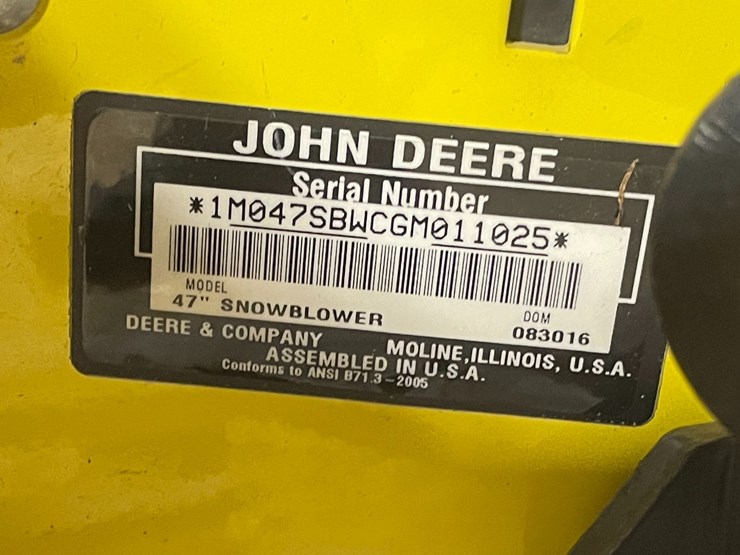 JOHN DEERE
Serial Number
*1M047SBWCGM011025*
MODEL
47" SNOWBLOWER
DOM
083016
DEERE & COMPANY MOLINE,ILLINOIS, U.S.A.
ASSEMBLED IN U.S.A.
Conforms to ANSI B71.3-2005